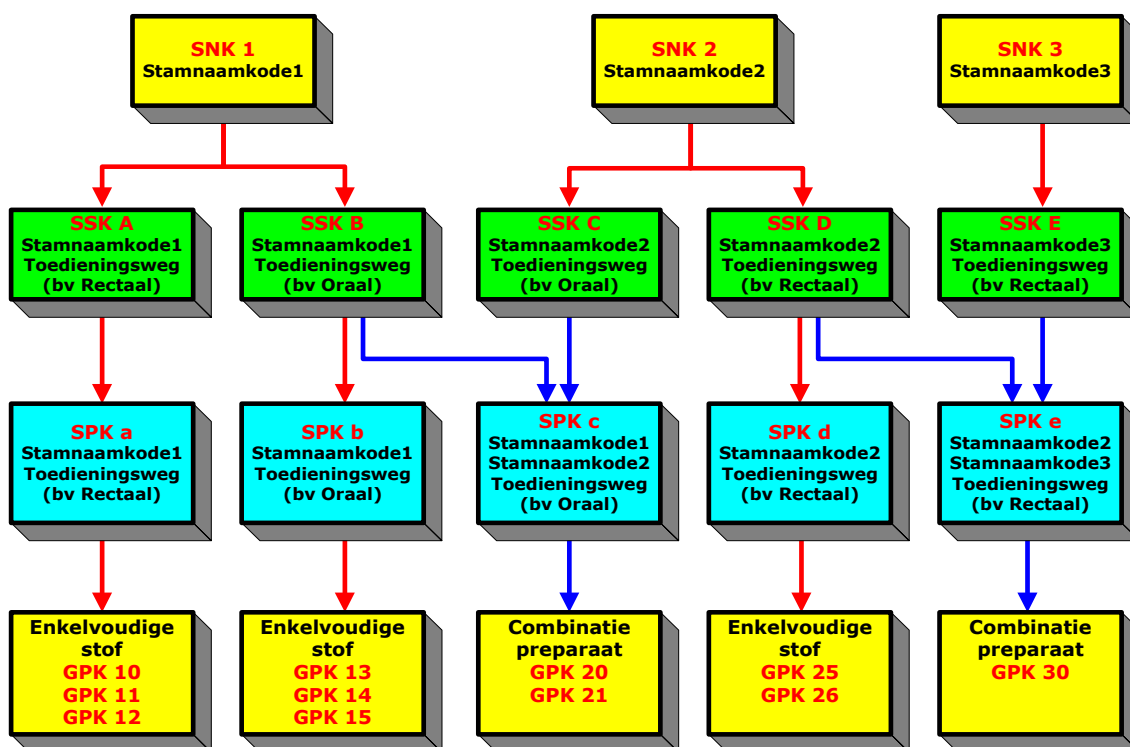 SNK 1
Stamnaamkode1
SNK 2
Stamnaamkode2
SNK 3
Stamnaamkode3
SSK A
Stamnaamkode1
Toedieningsweg
(bv Rectaal)
SSK B
Stamnaamkode1
Toedieningsweg
(bv Oraal)
SSK C
Stamnaamkode2
Toedieningsweg
(bv Oraal)
SSK D
Stamnaamkode2
Toedieningsweg
(bv Rectaal)
SSK E
Stamnaamkode3
Toedieningsweg
(bv Rectaal)
SPK a
Stamnaamkode1
Toedieningsweg
(bv Rectaal)
SPK b
Stamnaamkode1
Toedieningsweg
(bv Oraal)
SPK c
Stamnaamkode1
Stamnaamkode2
Toedieningsweg
(bv Oraal)
SPK d
Stamnaamkode2
Toedieningsweg
(bv Rectaal)
SPK e
Stamnaamkode2
Stamnaamkode3
Toedieningsweg
(bv Rectaal)
Enkelvoudige
stof
GPK 10
GPK 11
GPK 12
Enkelvoudige
stof
GPK 13
GPK 14
GPK 15
Combinatie
preparaat
GPK 20
GPK 21
Enkelvoudige
stof
GPK 25
GPK 26
Combinatie
preparaat
GPK 30